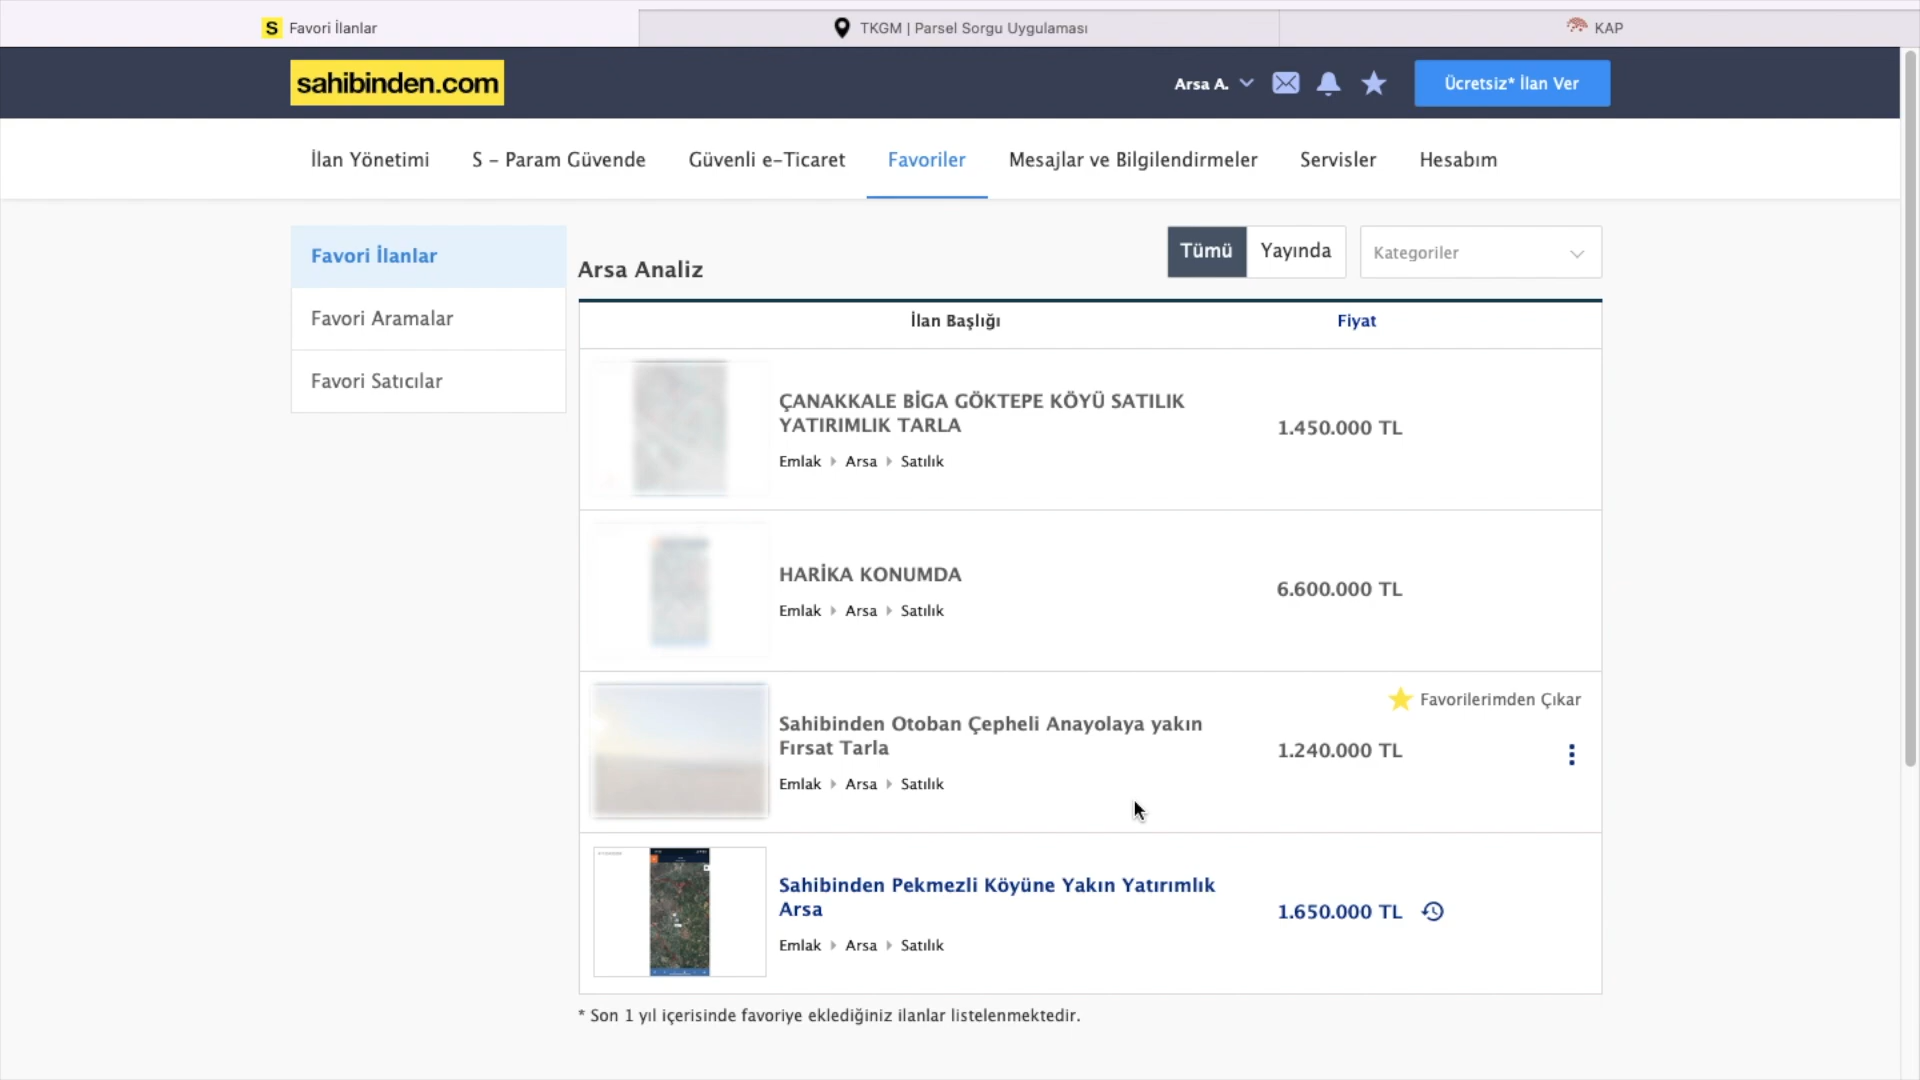 S Favori İlanlar
TKGM | Parsel Sorgu Uygulaması
KAP
sahibinden.com
Arsa A.
Ücretsiz* İlan Ver
İlan Yönetimi
S - Param Güvende
Güvenli e-Ticaret
Favoriler
Mesajlar ve Bilgilendirmeler
Servisler
Hesabım
Favori İlanlar
Favori Aramalar
Favori Satıcılar
Arsa Analiz
Tümü
Yayında
Kategoriler
İlan Başlığı
Fiyat
ÇANAKKALE BİGA GÖKTEPE KÖYÜ SATILIK
YATIRIMLIK TARLA
Emlak Arsa Satılık
1.450.000 TL
HARİKA KONUMDA
Emlak Arsa Satılık
6.600.000 TL
Favorilerimden Çıkar
Sahibinden Otoban Çepheli Anayolaya yakın
Fırsat Tarla
Emlak Arsa Satılık
1.240.000 TL
Sahibinden Pekmezli Köyüne Yakın Yatırımlık
Arsa
Emlak Arsa Satılık
1.650.000 TL
* Son 1 yıl içerisinde favoriye eklediğiniz ilanlar listelenmektedir.